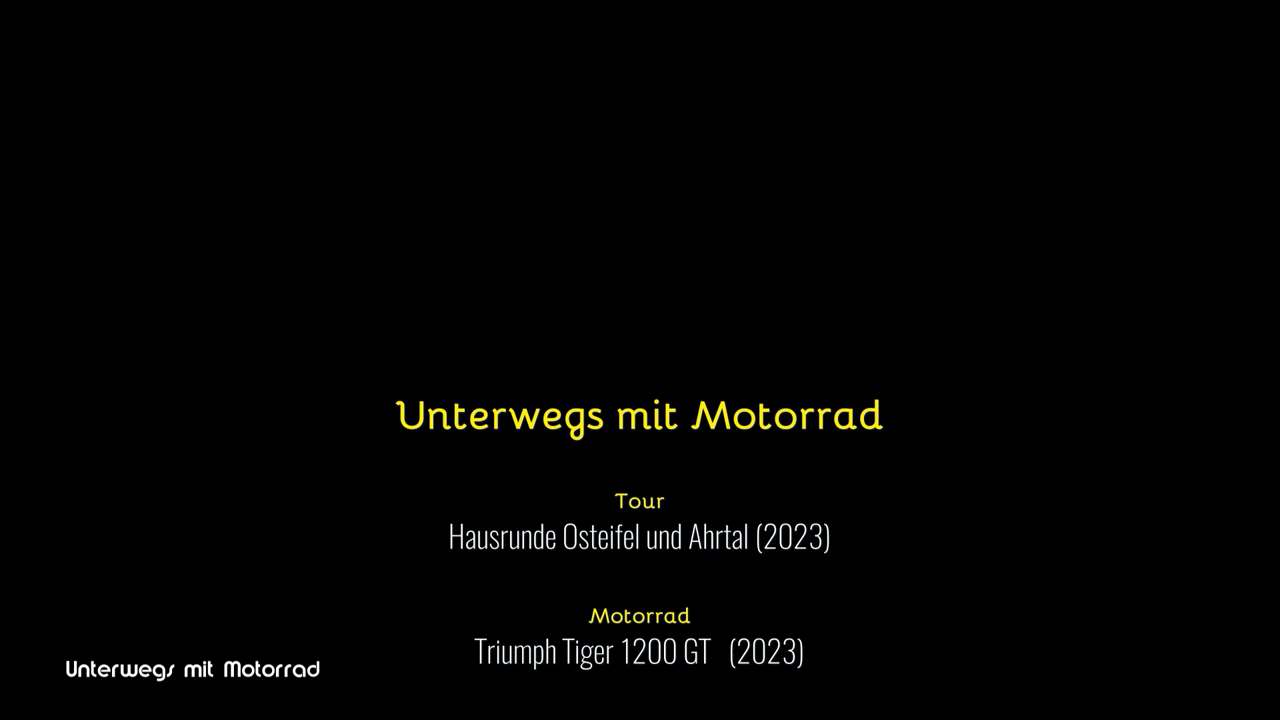 Unterwegs mit Motorrad
Tour
Hausrunde Osteifel und Ahrtal (2023)
Motorrad
Triumph Tiger 1200 GT (2023)
Unterwegs mit Motorrad